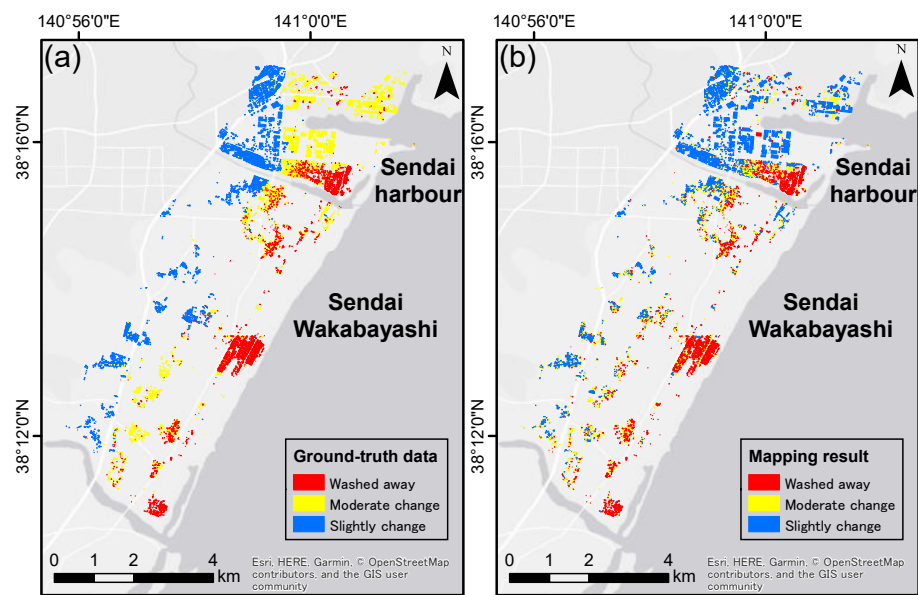 140°56'0"E
141°0'0"E
140°56'0"E
141°0'0"E
(a)
N
(b)
N
38°16'0"N
38°16'0"N
Sendai
harbour
Sendai
harbour
Sendai
Wakabayashi
Sendai
Wakabayashi
38°12'0"N
38°12'0"N
Ground-truth data
Washed away
Moderate change
Slightly change
Mapping result
Washed away
Moderate change
Slightly change
0 1 2 4
km
Esri, HERE, Garmin, © OpenStreetMap
contributors, and the GIS user
community
0 1 2 4
km
Esri, HERE, Garmin, © OpenStreetMap
contributors, and the GIS user
community